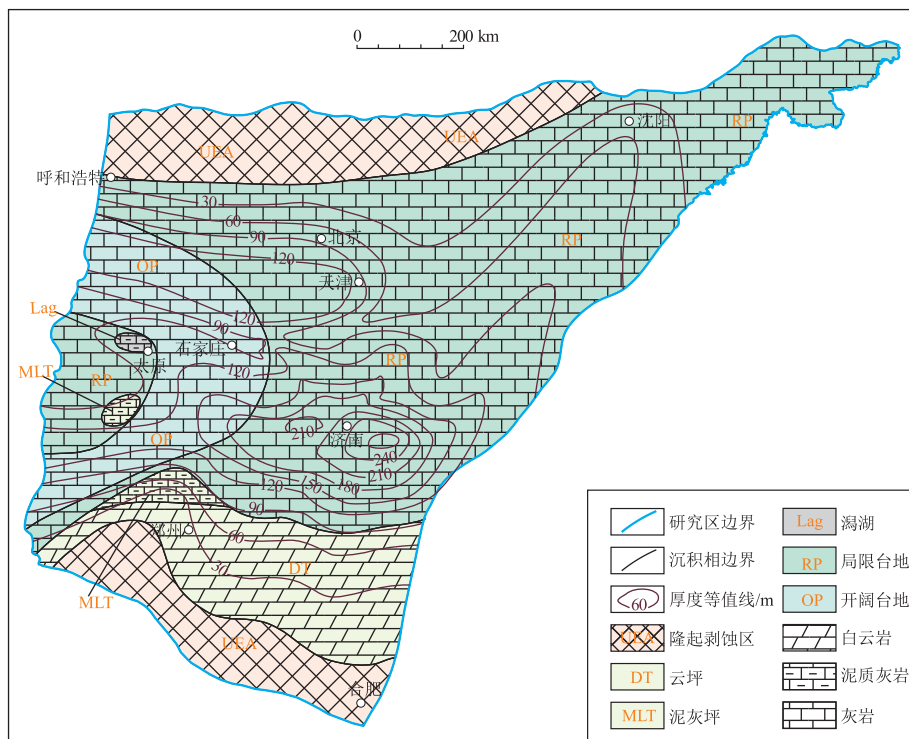 0 200 km
沈阳
RP
UEA
UEA
呼和浩特
30
60
90
120
北京
RP
OP
天津
Lag
120
90
石家庄
太原
120
RP
MLT
RP
210
济南
OP
240
210
180
150
120
90
郑州
60
30
DT
MLT
UEA
合肥
研究区边界
Lag 潟湖
沉积相边界
RP 局限台地
60 厚度等值线/m
OP 开阔台地
UEA 隆起剥蚀区
白云岩
DT 云坪
泥质灰岩
MLT 泥灰坪
灰岩